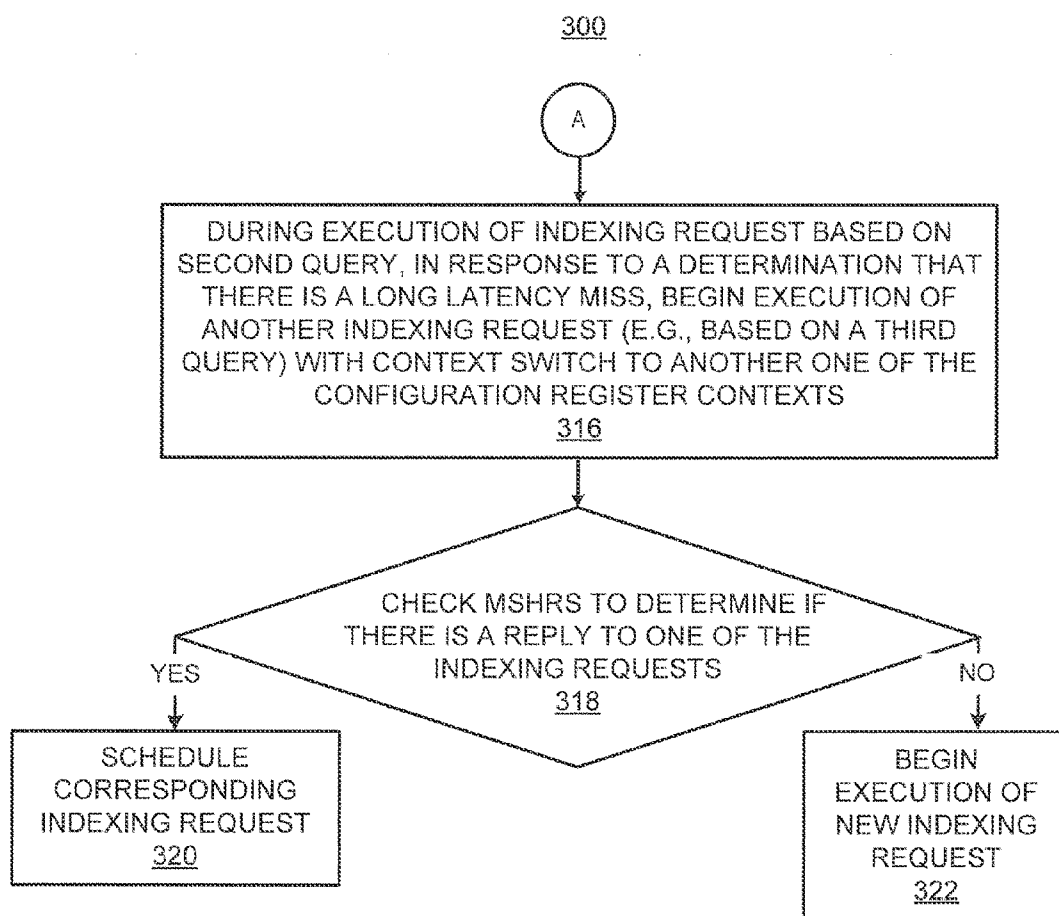 300
A
DURING EXECUTION OF INDEXING REQUEST BASED ON
SECOND QUERY, IN RESPONSE TO A DETERMINATION THAT
THERE IS A LONG LATENCY MISS, BEGIN EXECUTION OF
ANOTHER INDEXING REQUEST (E.G., BASED ON A THIRD
QUERY) WITH CONTEXT SWITCH TO ANOTHER ONE OF THE
CONFIGURATION REGISTER CONTEXTS
316
CHECK MSHRS TO DETERMINE IF
THERE IS A REPLY TO ONE OF THE
INDEXING REQUESTS
318
YES
NO
SCHEDULE
CORRESPONDING
INDEXING REQUEST
320
BEGIN
EXECUTION OF
NEW INDEXING
REQUEST
322